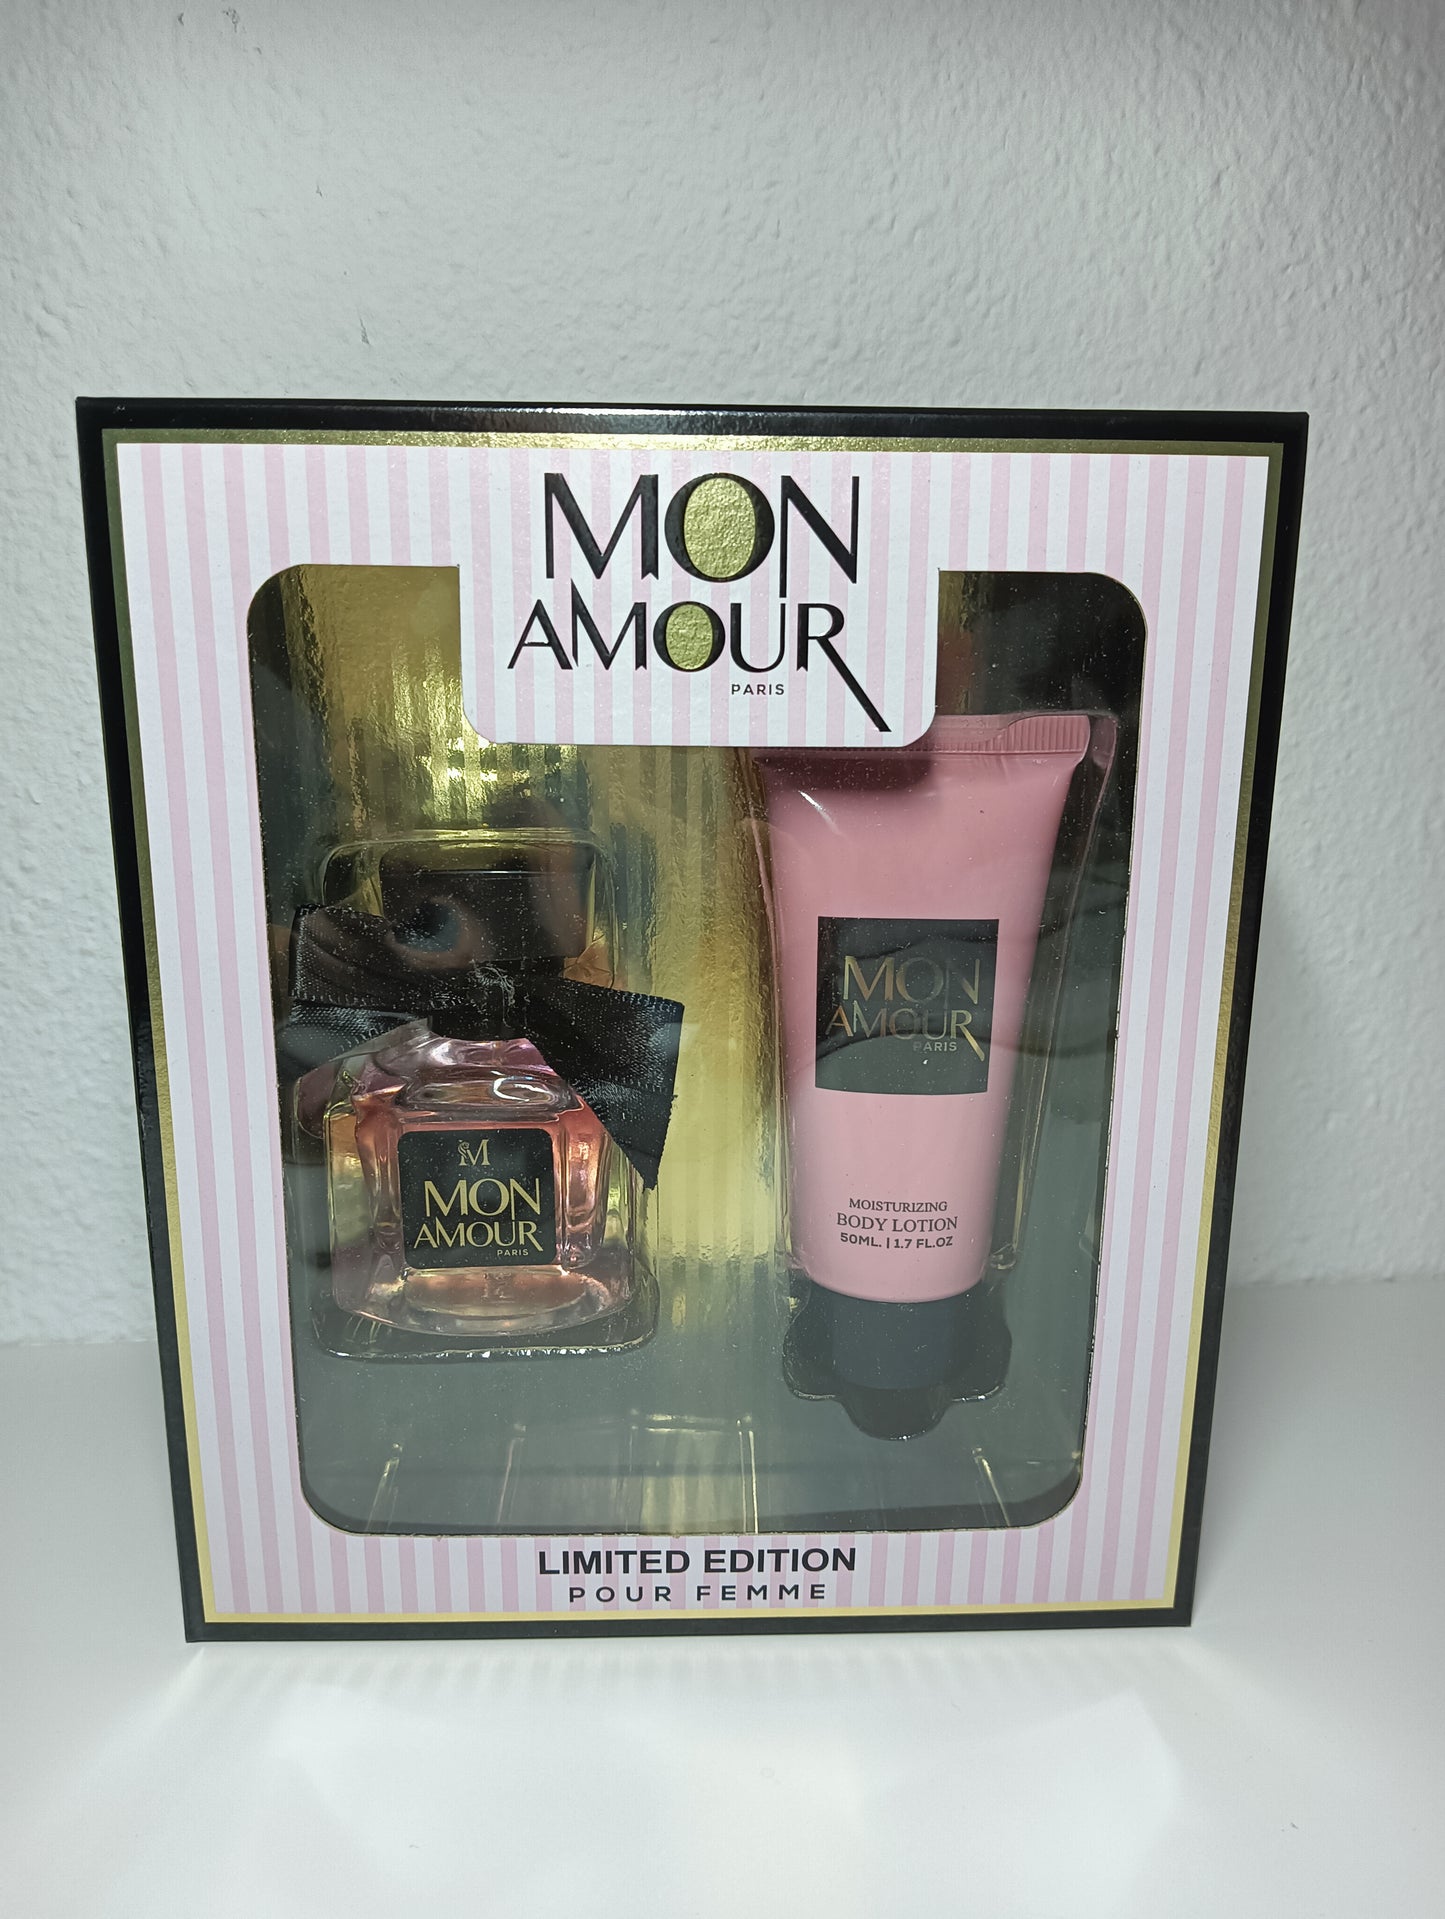 MON
AMOUR
PARIS
MON
AMOUR
PARIS
M
MON
AMOUR
PARIS
MOISTURIZING
BODY LOTION
50ML. | 1.7 FL.OZ
LIMITED EDITION
POUR FEMME